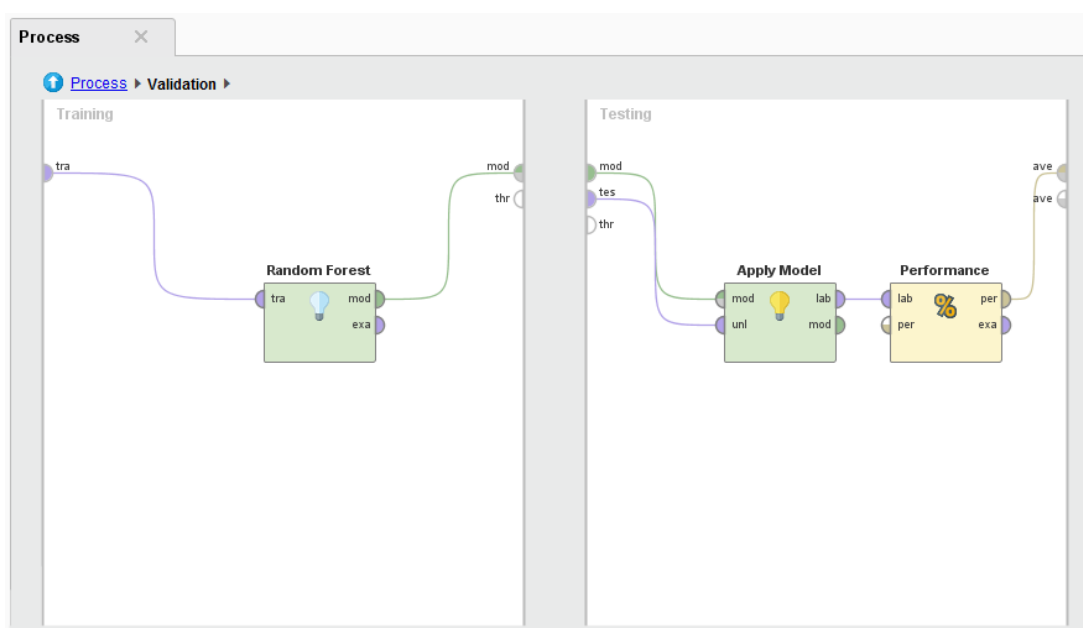 Process
Process Validation
Training
tra
mod
thr
Random Forest
tra mod
exa
Testing
mod
tes
thr
ave
ave
Apply Model
mod lab
unl mod
Performance
lab % per
per exa